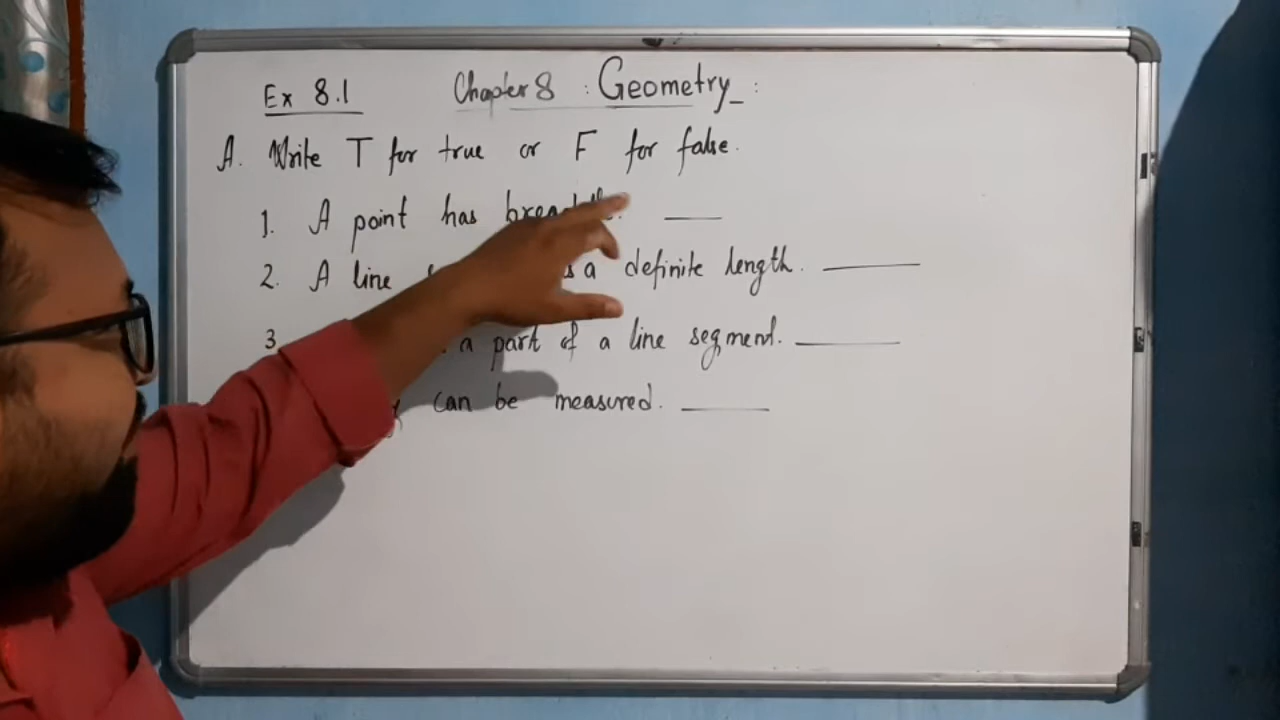 Ex 8.1 Chapter 8 : Geometry :
A. Write T for true or F for false.
1. A point has breadth.
2. A line a definite length.
3. a part of a line segment.
can be measured.